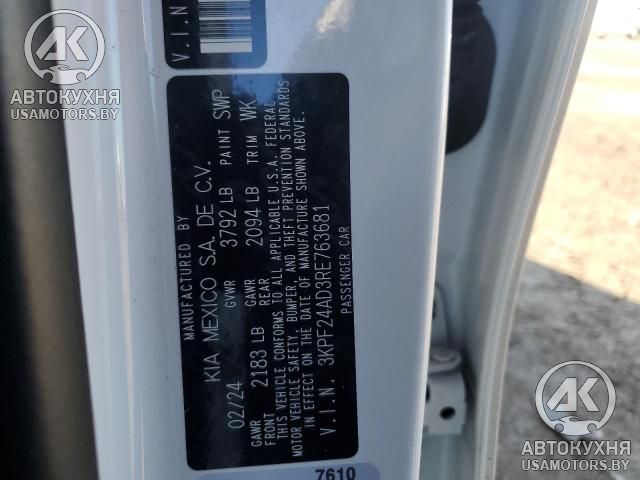 AK
АВТОКУХНЯ
USAMOTORS.BY
V.I.N
MANUFACTURED BY
KIA MEXICO S.A. DE C.V.
02/24 GVWR 3792 LB PAINT SWP
GAWR FRONT 2183 LB GAWR REAR 2094 LB TRIM WK
THIS VEHICLE CONFORMS TO ALL APPLICABLE U.S.A. FEDERAL
MOTOR VEHICLE SAFETY, BUMPER, AND THEFT PREVENTION STANDARDS
IN EFFECT ON THE DATE OF MANUFACTURE SHOWN ABOVE.
V.I.N. 3KPF24AD3RE763681
PASSENGER CAR
7610
AK
АВТОКУХНЯ
USAMOTORS.BY